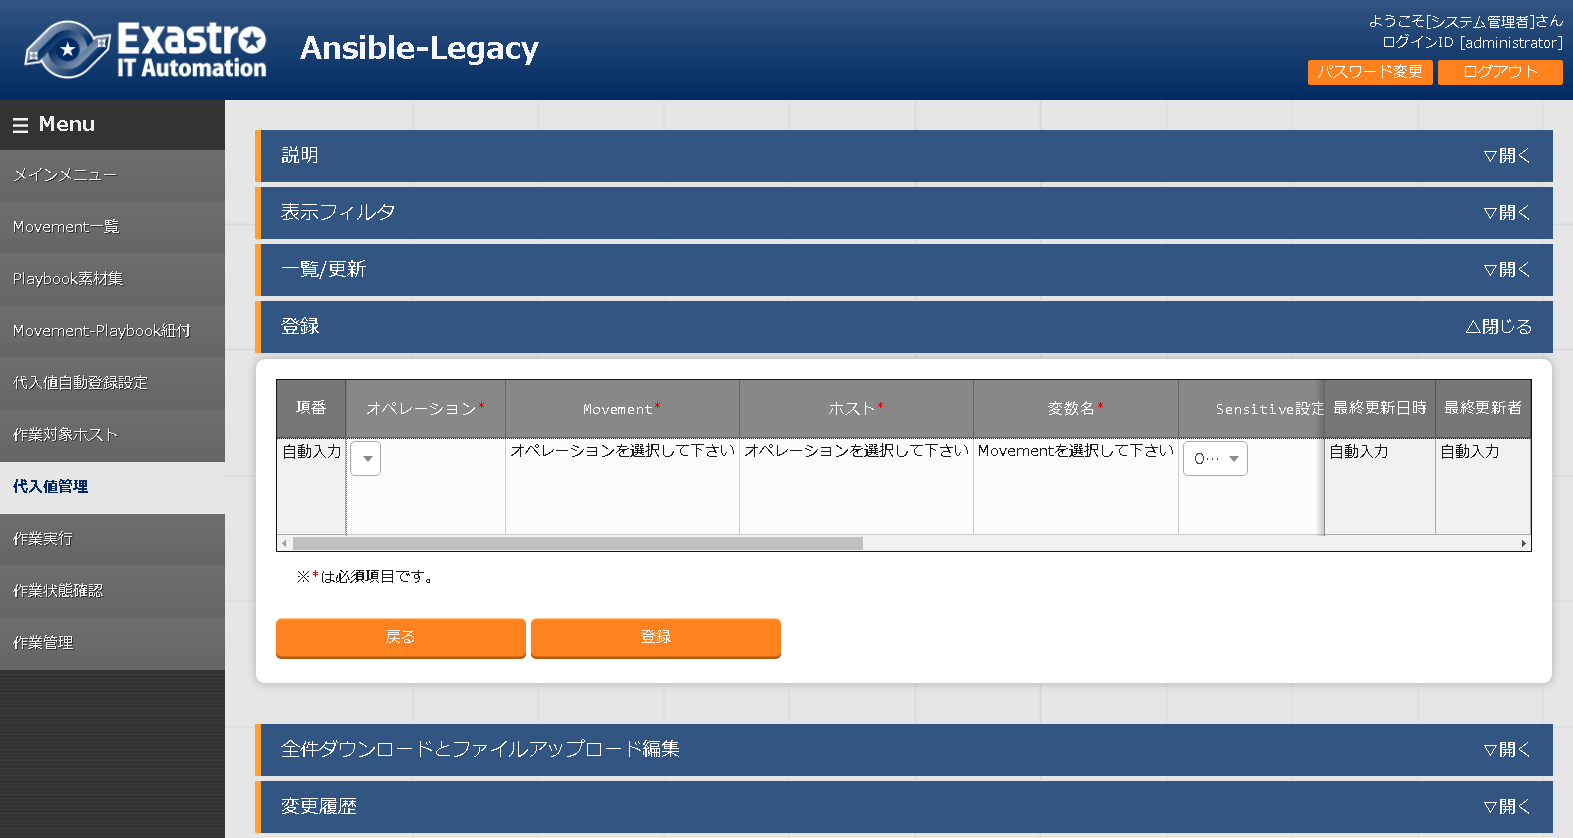 Exastro
IT Automation
Ansible-Legacy
ようこそ[システム管理者]さん
ログインID [administrator]
パスワード変更
ログアウト
Menu
メインメニュー
Movement一覧
Playbook素材集
Movement-Playbook紐付
代入値自動登録設定
作業対象ホスト
代入値管理
作業実行
作業状態確認
作業管理
説明
▽開く
表示フィルタ
▽開く
一覧/更新
▽開く
登録
△閉じる
項番 オペレーション* Movement* ホスト* 変数名* Sensitive設定 最終更新日時 最終更新者
自動入力 オペレーションを選択して下さい オペレーションを選択して下さい Movementを選択して下さい O… 自動入力 自動入力
※*は必須項目です。
戻る
登録
全件ダウンロードとファイルアップロード編集
▽開く
変更履歴
▽開く